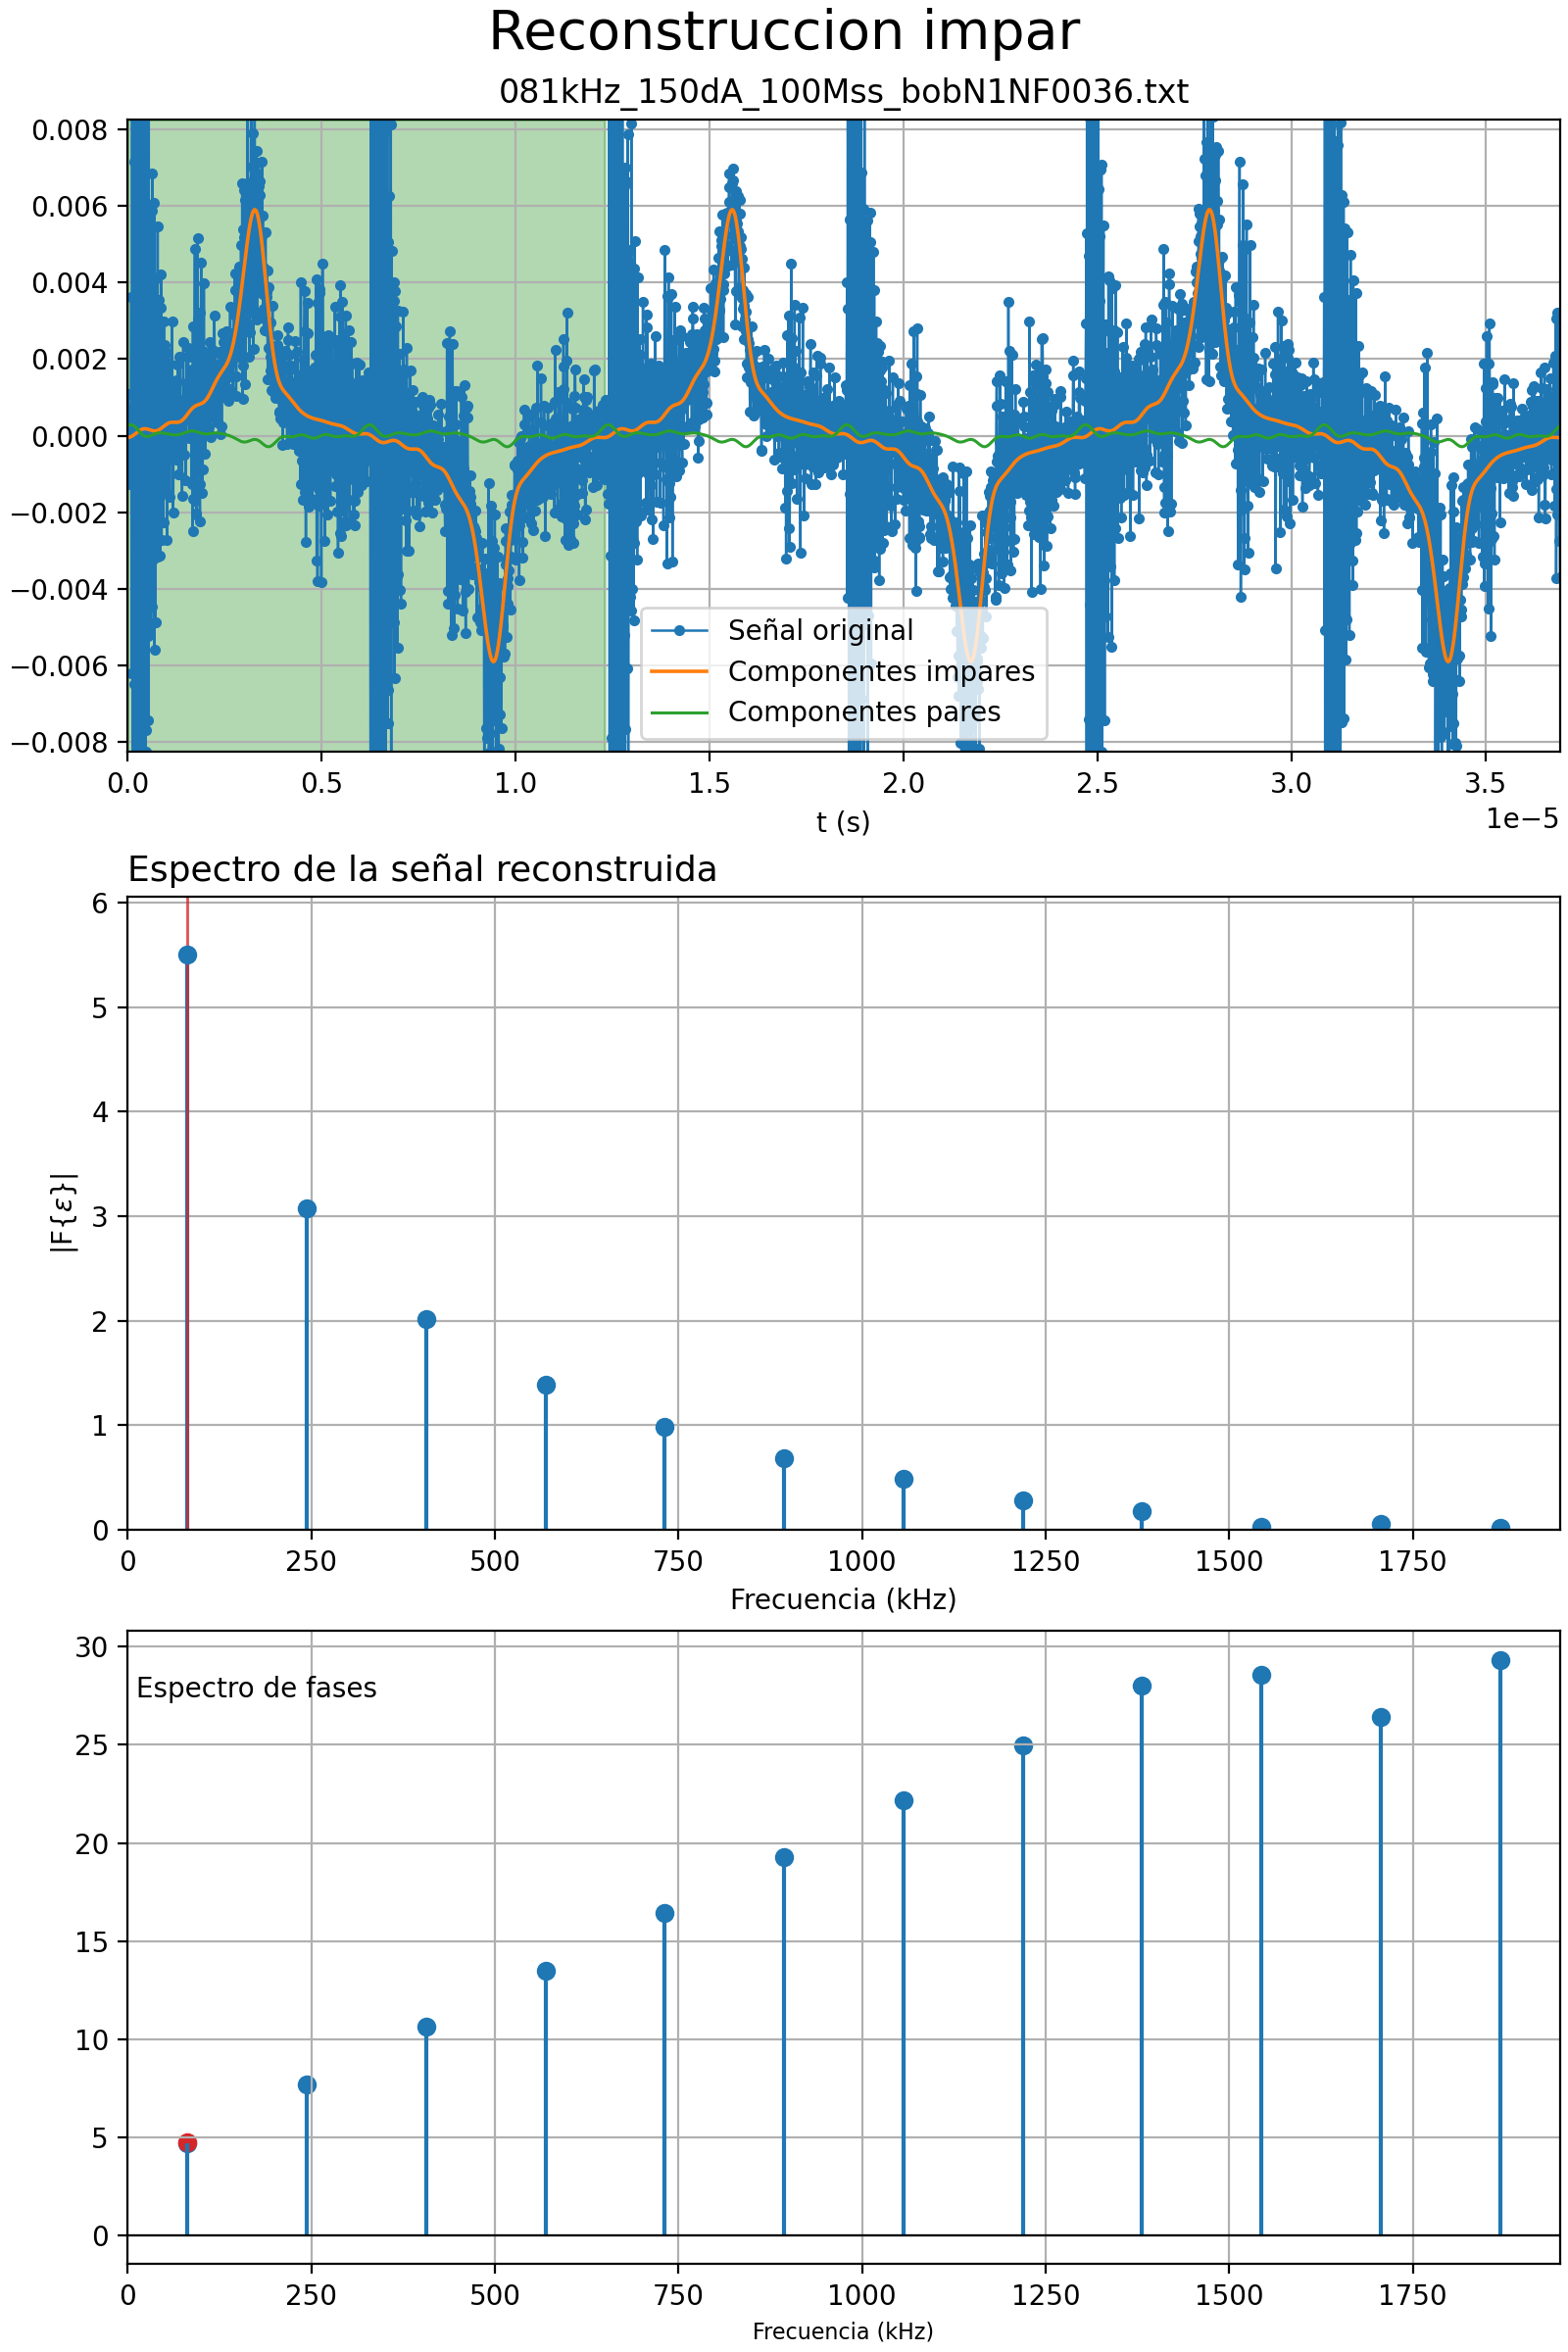 Reconstruccion impar
081kHz_150dA_100Mss_bobN1NF0036.txt
0.008
0.006
0.004
0.002
0.000
−0.002
−0.004
−0.006
−0.008
Señal original
Componentes impares
Componentes pares
0.0 0.5 1.0 1.5 2.0 2.5 3.0 3.5
1e−5
t (s)
Espectro de la señal reconstruida
6
5
4
3
2
1
0
|F{ε}|
0 250 500 750 1000 1250 1500 1750
Frecuencia (kHz)
30
25
20
15
10
5
0
Espectro de fases
0 250 500 750 1000 1250 1500 1750
Frecuencia (kHz)